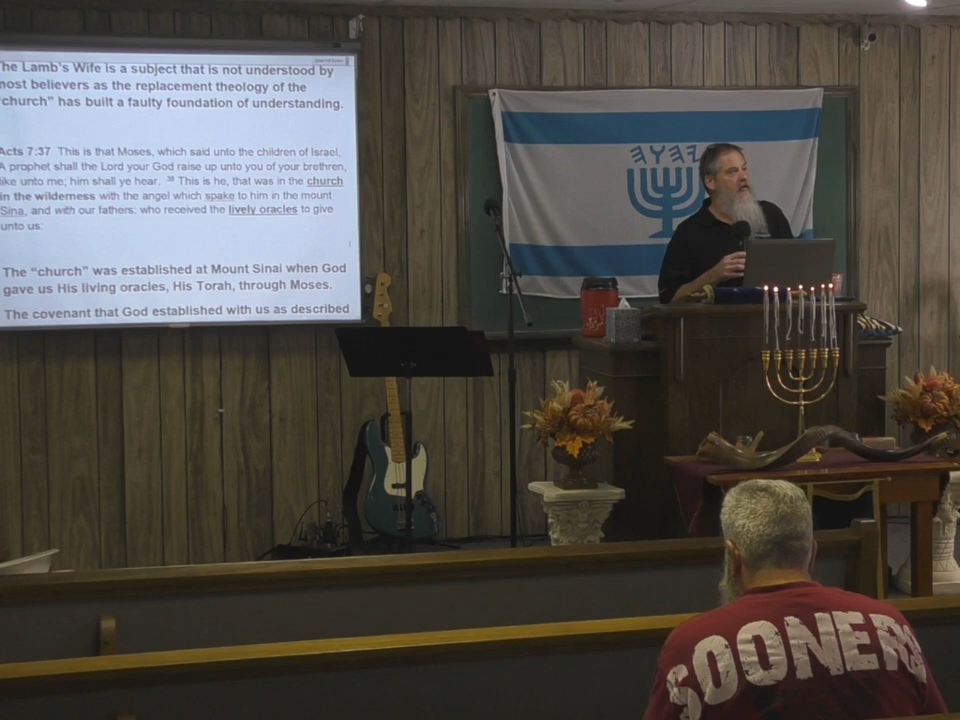 The Lamb's Wife is a subject that is not understood by
most believers as the replacement theology of the
"church" has built a faulty foundation of understanding.
Acts 7:37 This is that Moses, which said unto the children of Israel,
A prophet shall the Lord your God raise up unto you of your brethren,
like unto me; him shall ye hear. 38 This is he, that was in the church
in the wilderness with the angel which spake to him in the mount
Sina, and with our fathers: who received the lively oracles to give
unto us:
The "church" was established at Mount Sinai when God
gave us His living oracles, His Torah, through Moses.
The covenant that God established with us as described
SOONERS